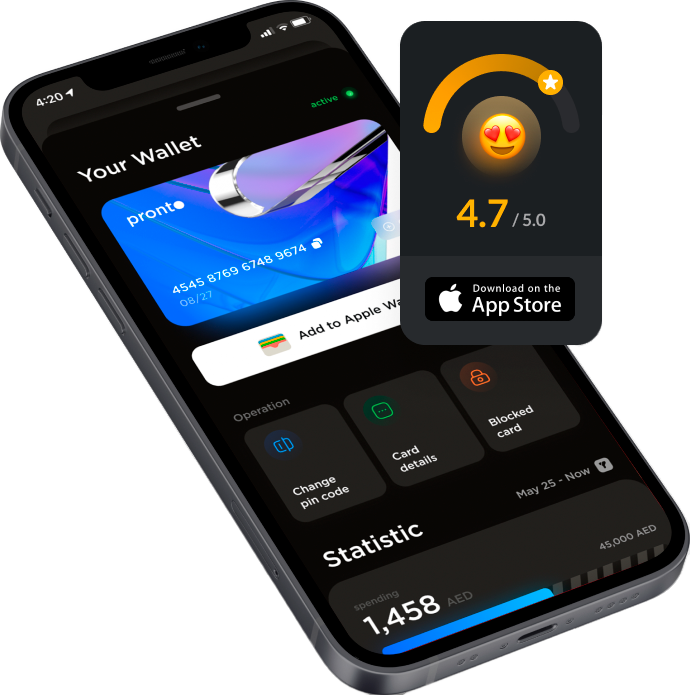 4:20
active
Your Wallet
pronto
4545 8769 6748 9674
08/27
Add to Apple Wa
Operation
Change
pin code
Card
details
Blocked
card
May 25 - Now
Statistic
45,000 AED
spending
1,458 AED
4.7 / 5.0
Download on the
App Store